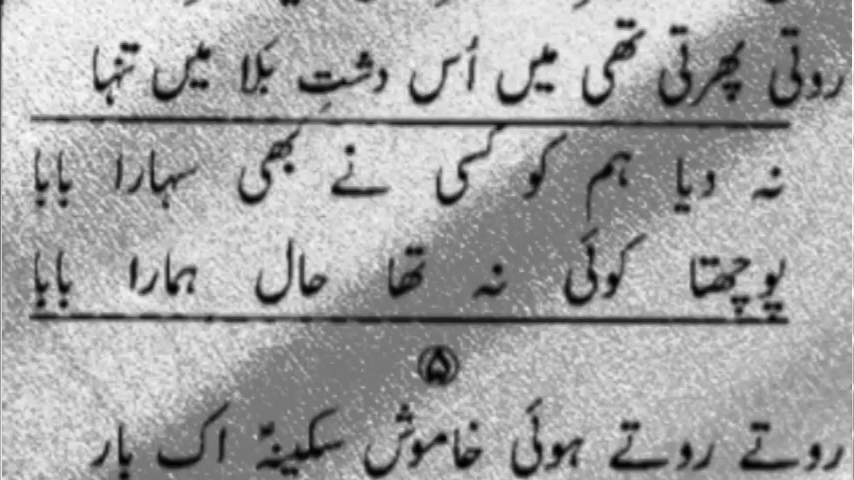 روتی پھرتی تھی میں اُس دشتِ بلا میں تنہا
نہ دیا ہم کو کسی نے بھی سہارا بابا
پوچھتا کوئی نہ تھا حال ہمارا بابا
۵
روتے روتے ہوئی خاموش سکینہؑ اک بار